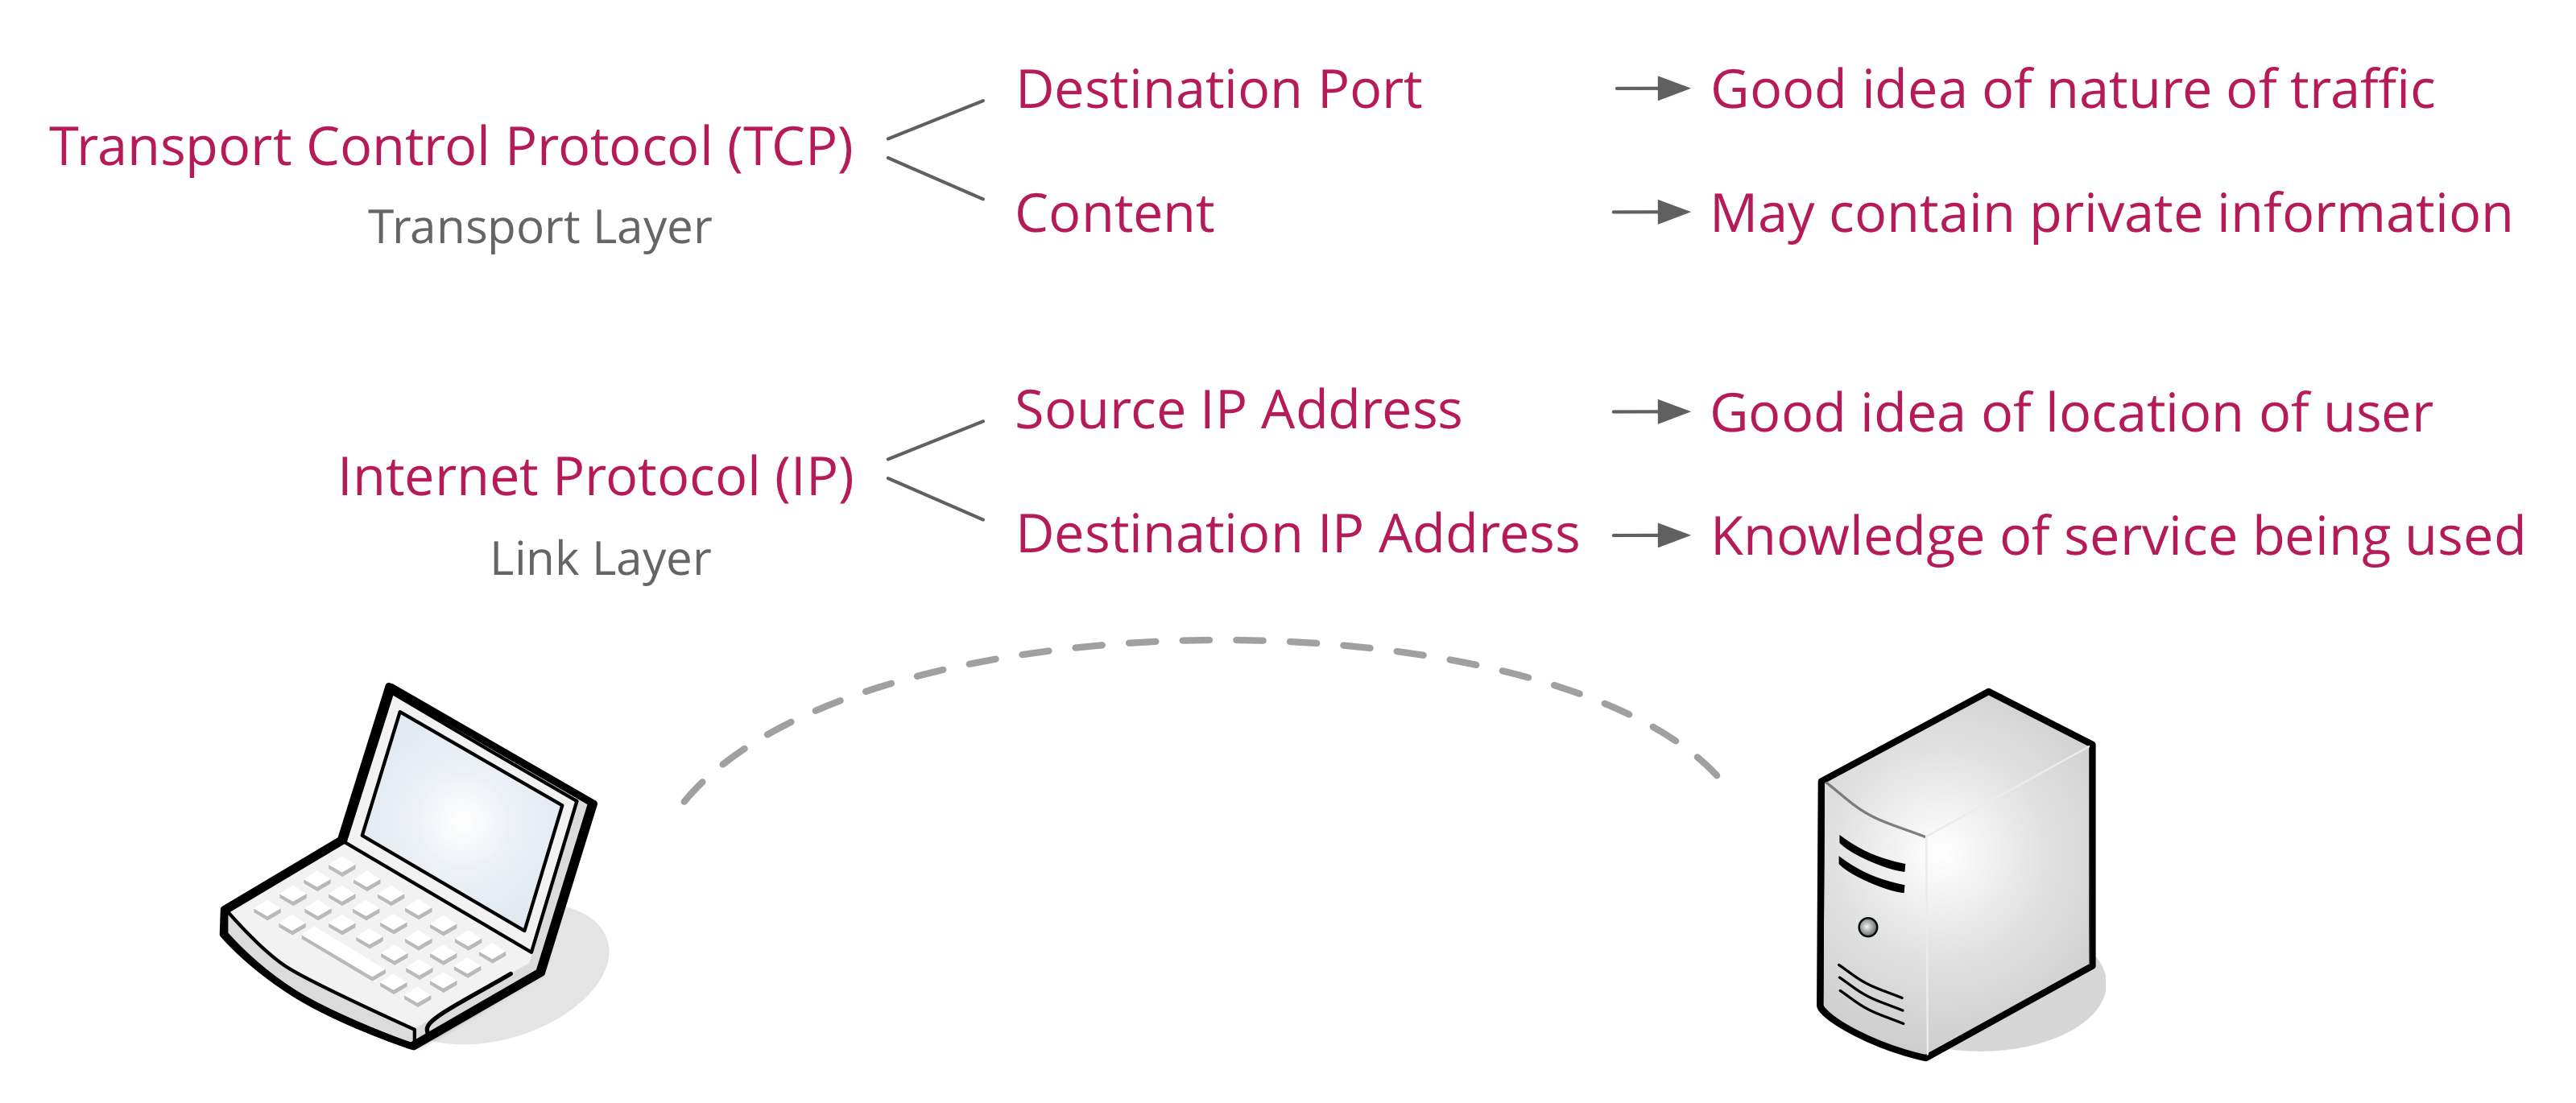 Transport Control Protocol (TCP)
Transport Layer
Destination Port
Good idea of nature of traffic
Content
May contain private information
Internet Protocol (IP)
Link Layer
Source IP Address
Good idea of location of user
Destination IP Address
Knowledge of service being used